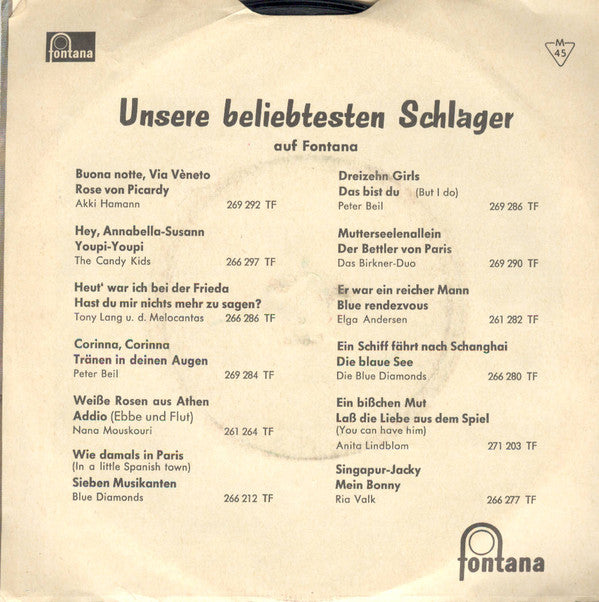 fontana
M
45
Unsere beliebtesten Schläger
auf Fontana
Buona notte, Via Vèneto
Rose von Picardy
Akki Hamann 269 292 TF
Hey, Annabella-Susann
Youpi-Youpi
The Candy Kids 266 297 TF
Heut' war ich bei der Frieda
Hast du mir nichts mehr zu sagen?
Tony Lang u. d. Melocantas 266 286 TF
Corinna, Corinna
Tränen in deinen Augen
Peter Beil 269 284 TF
Weiße Rosen aus Athen
Addio (Ebbe und Flut)
Nana Mouskouri 261 264 TF
Wie damals in Paris
(In a little Spanish town)
Sieben Musikanten
Blue Diamonds 266 212 TF
Dreizehn Girls
Das bist du (But I do)
Peter Beil 269 286 TF
Mutterseelenallein
Der Bettler von Paris
Das Birkner-Duo 269 290 TF
Er war ein reicher Mann
Blue rendezvous
Elga Andersen 261 282 TF
Ein Schiff fährt nach Schanghai
Die blaue See
Die Blue Diamonds 266 280 TF
Ein bißchen Mut
Laß die Liebe aus dem Spiel
(You can have him)
Anita Lindblom 271 203 TF
Singapur-Jacky
Mein Bonny
Ria Valk 266 277 TF
fontana